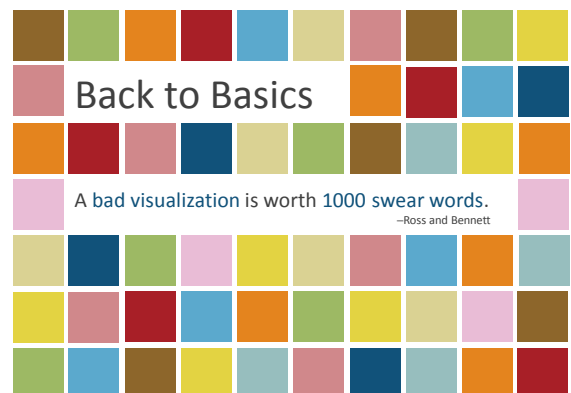 Back to Basics
A bad visualization is worth 1000 swear words.
–Ross and Bennett